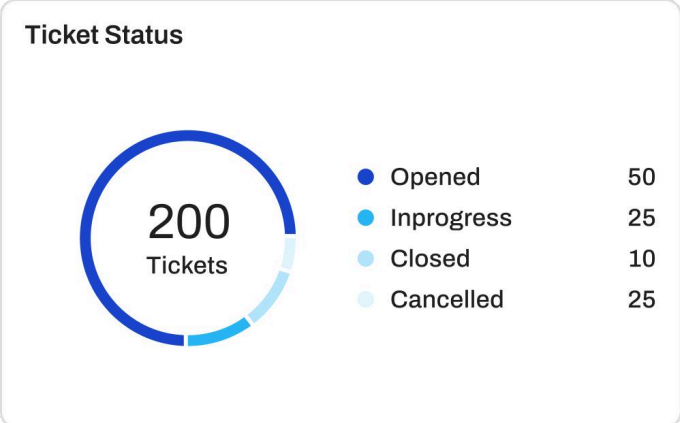 Ticket Status
200
Tickets
Opened 50
Inprogress 25
Closed 10
Cancelled 25